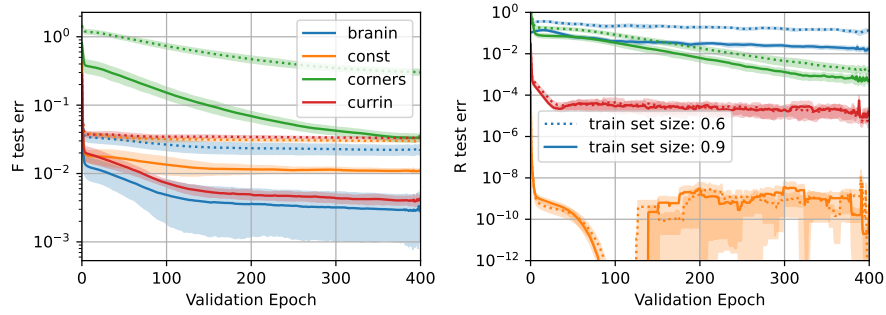 F test err
10⁰
10⁻¹
10⁻²
10⁻³
branin
const
corners
currin
0 100 200 300 400
Validation Epoch
R test err
10⁰
10⁻²
10⁻⁴
10⁻⁶
10⁻⁸
10⁻¹⁰
10⁻¹²
train set size: 0.6
train set size: 0.9
0 100 200 300 400
Validation Epoch